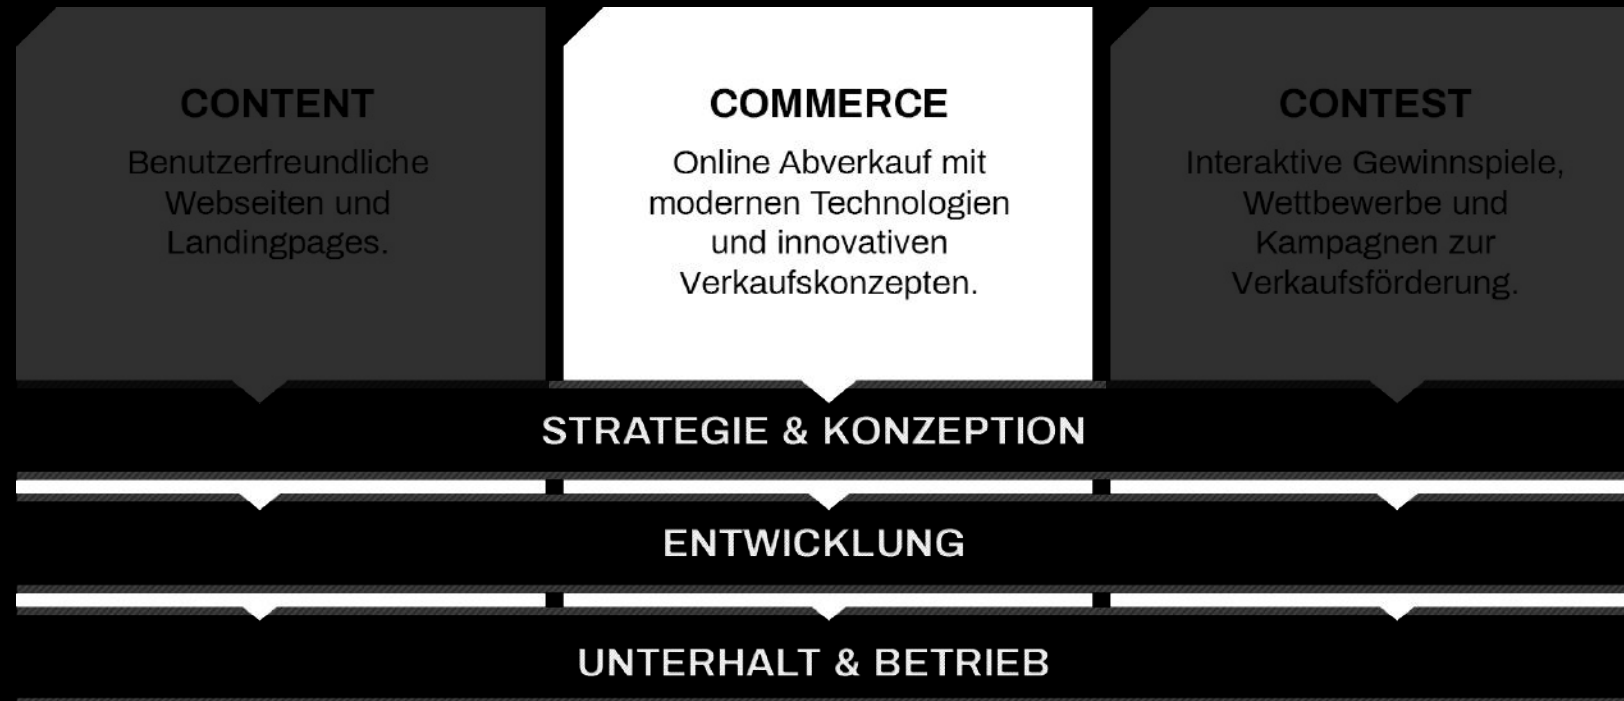 CONTENT
Benutzerfreundliche
Webseiten und
Landingpages.
COMMERCE
Online Abverkauf mit
modernen Technologien
und innovativen
Verkaufskonzepten.
CONTEST
Interaktive Gewinnspiele,
Wettbewerbe und
Kampagnen zur
Verkaufsförderung.
STRATEGIE & KONZEPTION
ENTWICKLUNG
UNTERHALT & BETRIEB